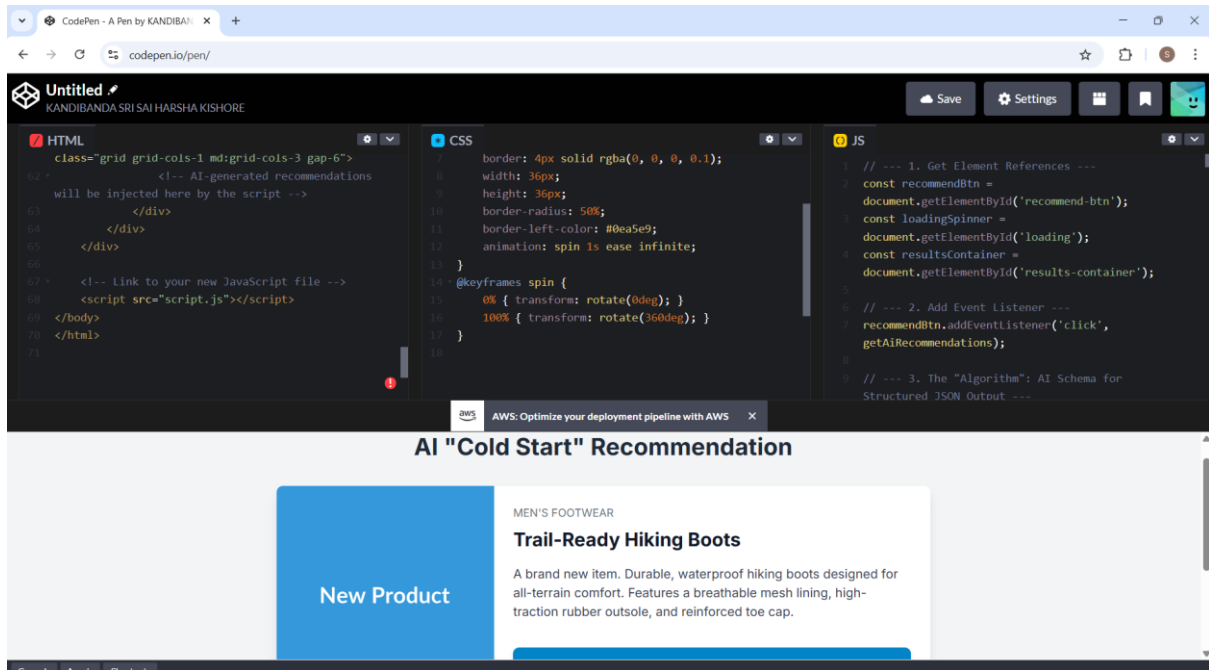 CodePen - A Pen by KANDIBAN
codepen.io/pen/
S
Untitled
KANDIBANDA SRI SAI HARSHA KISHORE
Save
Settings
HTML
class="grid grid-cols-1 md:grid-cols-3 gap-6">
62 <!-- AI-generated recommendations
will be injected here by the script -->
63 </div>
64 </div>
65 </div>
66
67 <!-- Link to your new JavaScript file -->
68 <script src="script.js"></script>
69 </body>
70 </html>
71
CSS
7 border: 4px solid rgba(0, 0, 0, 0.1);
8 width: 36px;
9 height: 36px;
10 border-radius: 50%;
11 border-left-color: #0ea5e9;
12 animation: spin 1s ease infinite;
13 }
14 @keyframes spin {
15 0% { transform: rotate(0deg); }
16 100% { transform: rotate(360deg); }
17 }
18
JS
1 // --- 1. Get Element References ---
2 const recommendBtn =
document.getElementById('recommend-btn');
3 const loadingSpinner =
document.getElementById('loading');
4 const resultsContainer =
document.getElementById('results-container');
5
6 // --- 2. Add Event Listener ---
7 recommendBtn.addEventListener('click',
getAiRecommendations);
8
9 // --- 3. The "Algorithm": AI Schema for
Structured JSON Output ---
aws
AWS: Optimize your deployment pipeline with AWS
AI "Cold Start" Recommendation
New Product
MEN'S FOOTWEAR
Trail-Ready Hiking Boots
A brand new item. Durable, waterproof hiking boots designed for
all-terrain comfort. Features a breathable mesh lining, high-
traction rubber outsole, and reinforced toe cap.